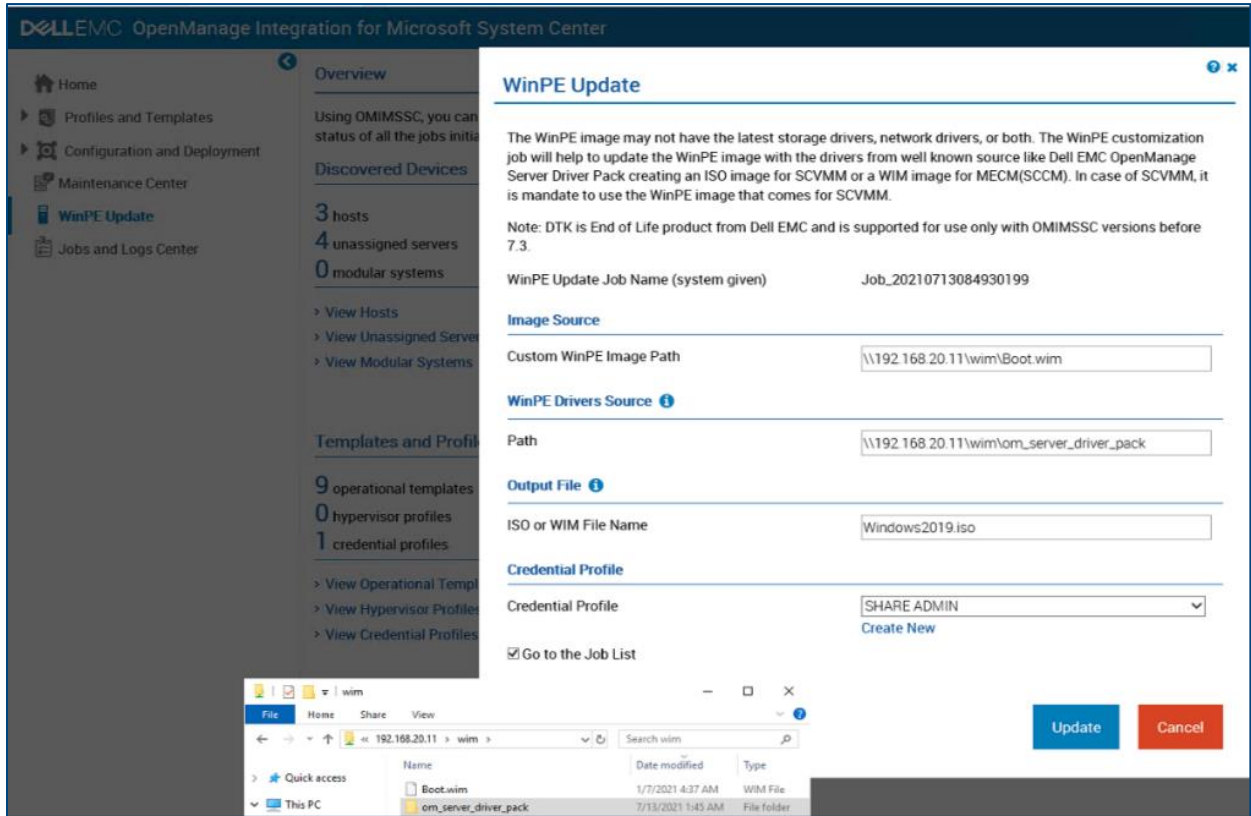 DELLEMC OpenManage Integration for Microsoft System Center
Home
Profiles and Templates
Configuration and Deployment
Maintenance Center
WinPE Update
Jobs and Logs Center
Overview
Using OMIMSSC, you can
status of all the jobs initia
Discovered Devices
3 hosts
4 unassigned servers
0 modular systems
> View Hosts
> View Unassigned Server
> View Modular Systems
Templates and Profil
9 operational templates
0 hypervisor profiles
1 credential profiles
> View Operational Templ
> View Hypervisor Profiles
> View Credential Profiles
WinPE Update
The WinPE image may not have the latest storage drivers, network drivers, or both. The WinPE customization
job will help to update the WinPE image with the drivers from well known source like Dell EMC OpenManage
Server Driver Pack creating an ISO image for SCVMM or a WIM image for MECM(SCCM). In case of SCVMM, it
is mandate to use the WinPE image that comes for SCVMM.
Note: DTK is End of Life product from Dell EMC and is supported for use only with OMIMSSC versions before
7.3.
WinPE Update Job Name (system given) Job_20210713084930199
Image Source
Custom WinPE Image Path \\192.168.20.11\wim\Boot.wim
WinPE Drivers Source
Path \\192.168.20.11\wim\om_server_driver_pack
Output File
ISO or WIM File Name Windows2019.iso
Credential Profile
Credential Profile SHARE ADMIN
Create New
Go to the Job List
Update Cancel
wim
File Home Share View
« 192.168.20.11 > wim > Search wim
Name Date modified Type
Quick access
Boot.wim 1/7/2021 4:37 AM WIM File
This PC
om_server_driver_pack 7/13/2021 1:45 AM File folder